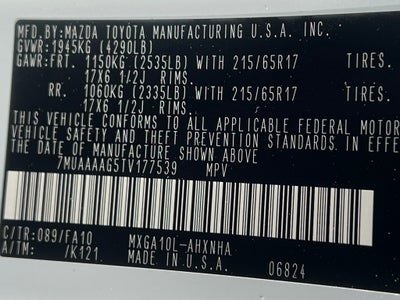 MFD.BY:MAZDA TOYOTA MANUFACTURING U.S.A. INC.
GVWR:1945KG (4290LB)
GAWR:FRT. 1150KG (2535LB) WITH 215/65R17 TIRES.
17X6 1/2J RIMS.
RR. 1060KG (2335LB) WITH 215/65R17 TIRES.
17X6 1/2J RIMS.
THIS VEHICLE CONFORMS TO ALL APPLICABLE FEDERAL MOTOR
VEHICLE SAFETY AND THEFT PREVENTION STANDARDS IN EFFE
THE DATE OF MANUFACTURE SHOWN ABOVE.
7MUAAAAG5TV177539 MPV
C/TR:089/FA10 MXGA10L-AHXNHA
A/TM: /K121 MADE IN U.S.A. 06824